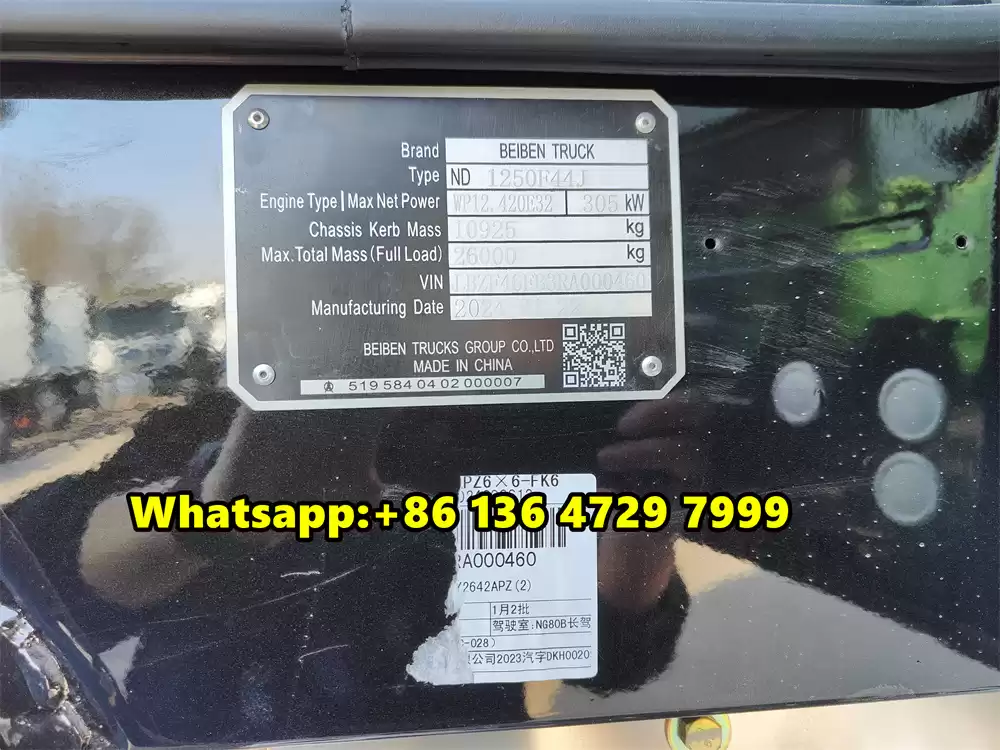 Brand BEIBEN TRUCK
Type ND 1250F44J
Engine Type|Max Net Power WP12.420E32 305 kW
Chassis Kerb Mass 10925 kg
Max.Total Mass(Full Load) 26000 kg
VIN
Manufacturing Date 2024
BEIBEN TRUCKS GROUP CO.,LTD
MADE IN CHINA
519 584 04 02 000007
PZ6×6-FK6
Whatsapp:+86 136 4729 7999
RA000460
2642APZ(2)
1月2批
驾驶室:NG80B长驾
-028)
公司2023汽字DKH0020